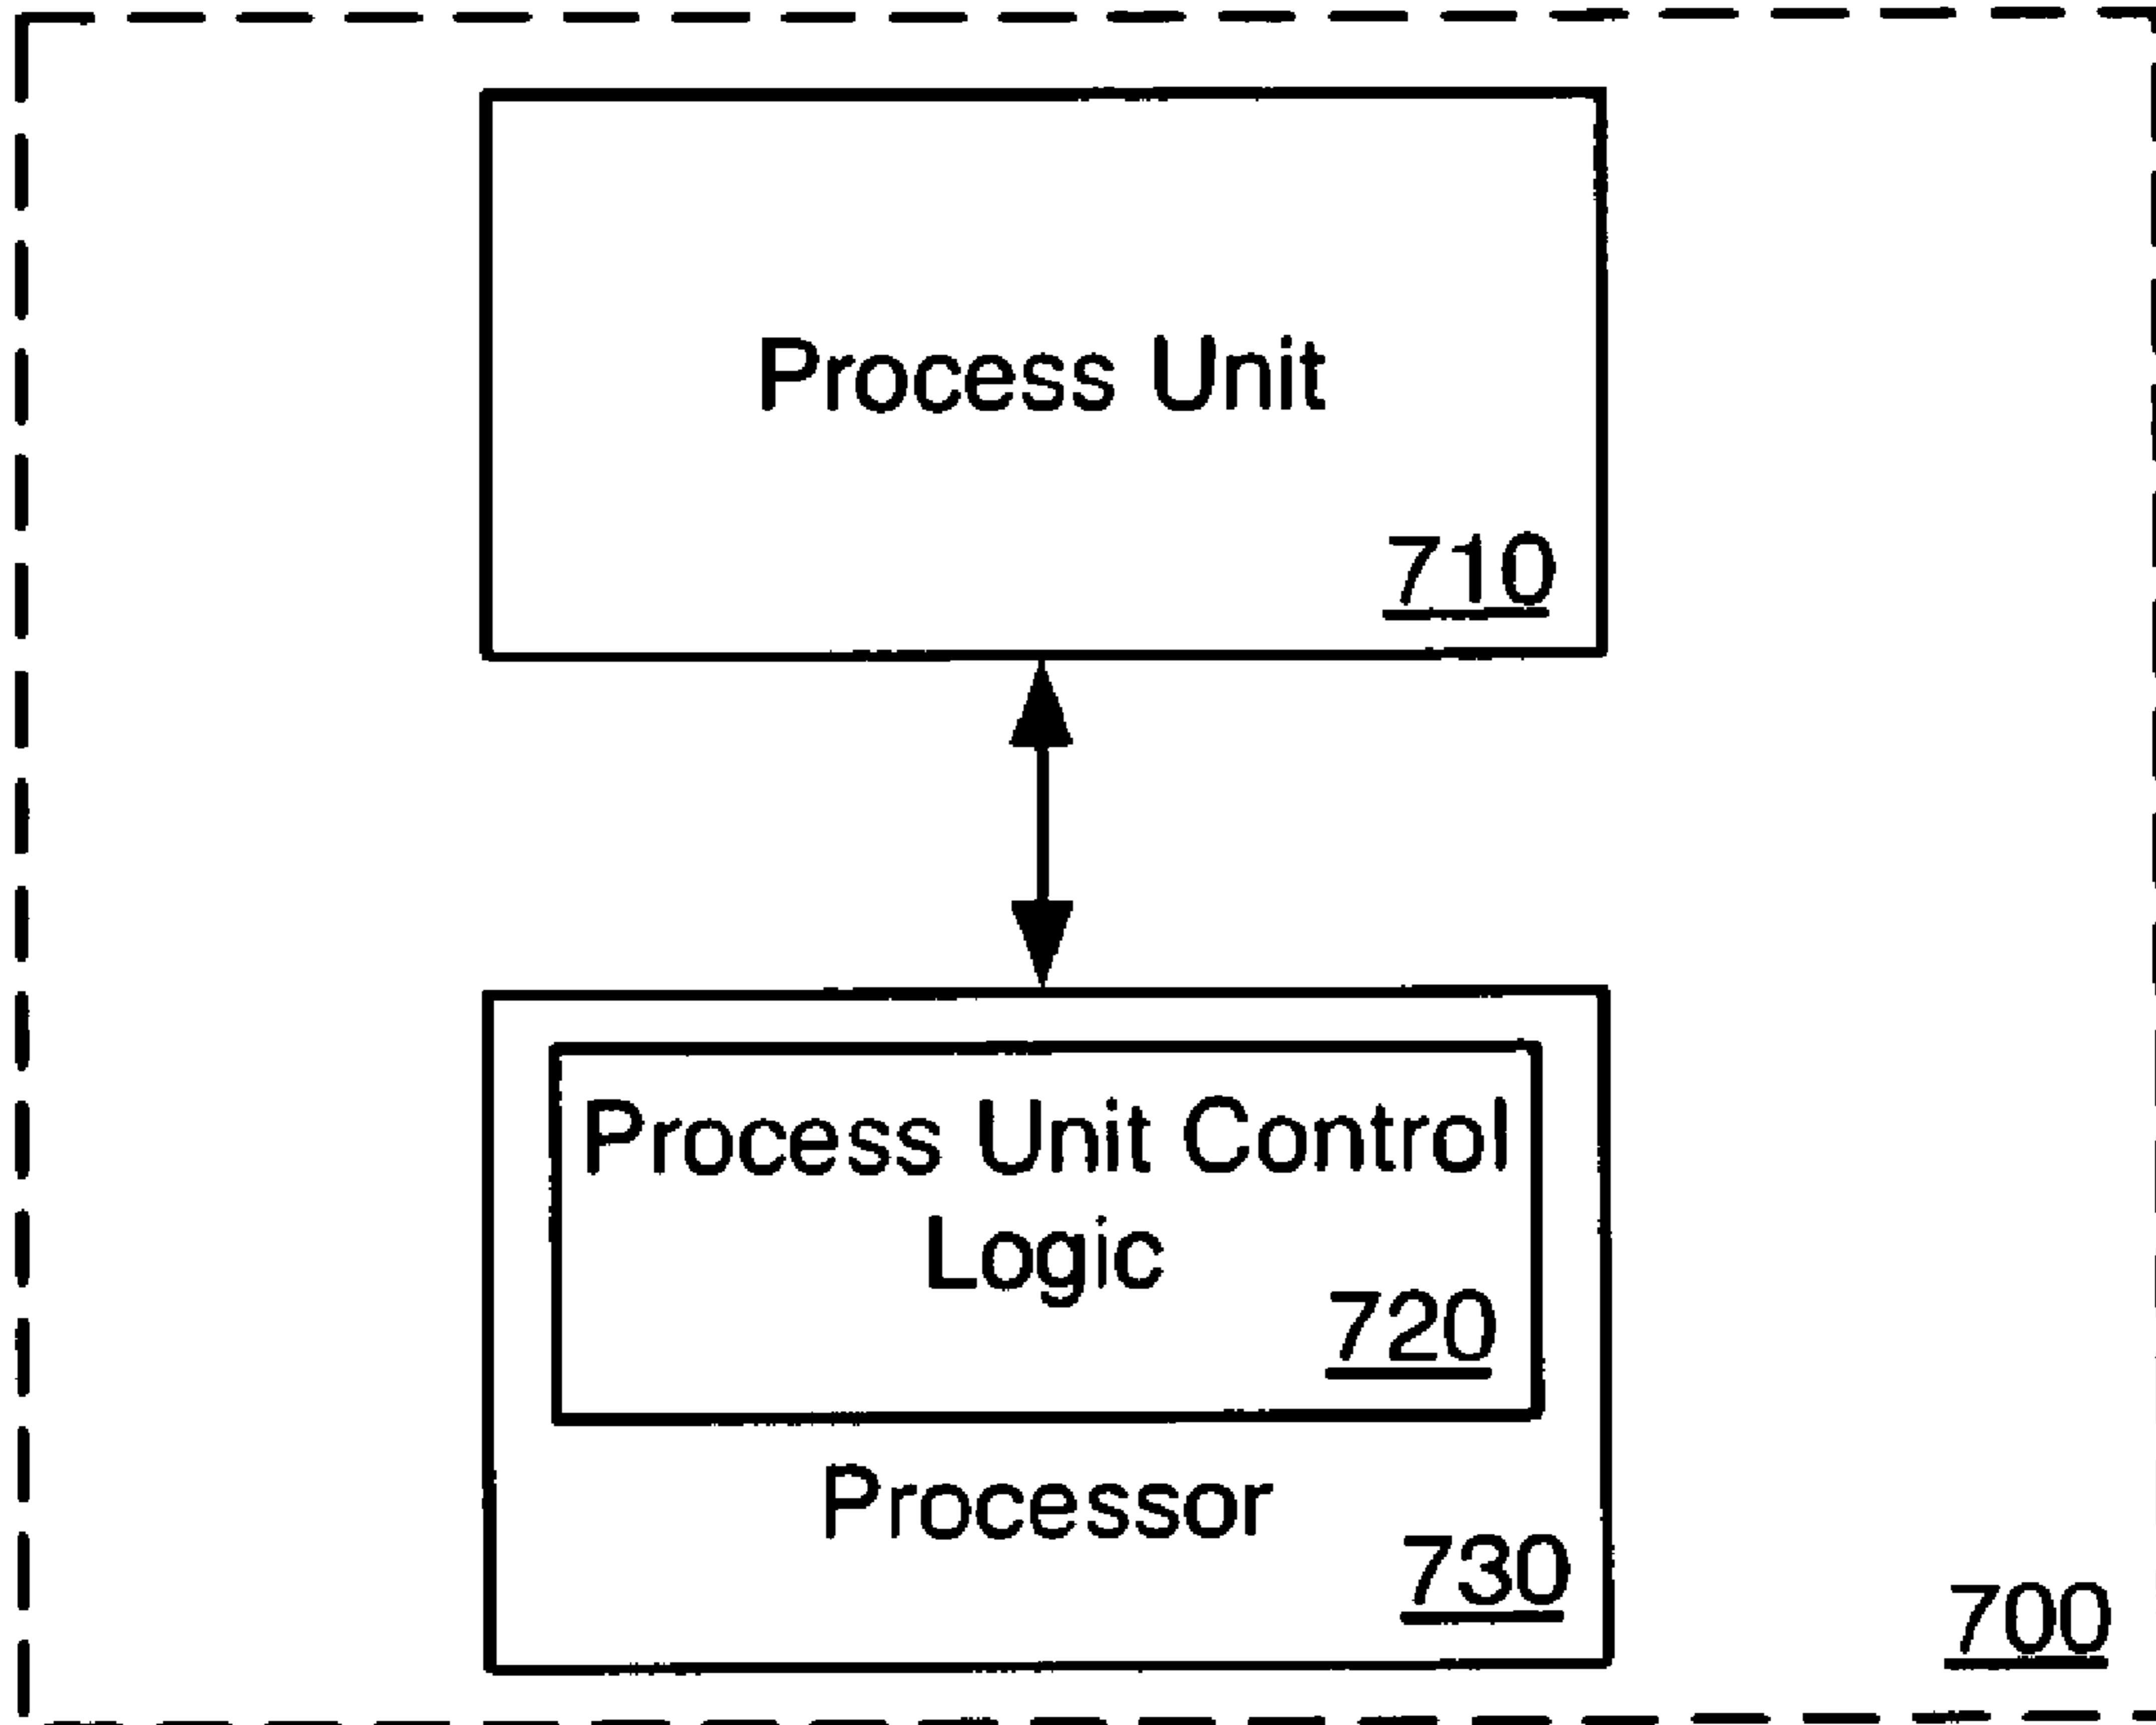 Process Unit
710
Process Unit Control
Logic
720
Processor
730
700